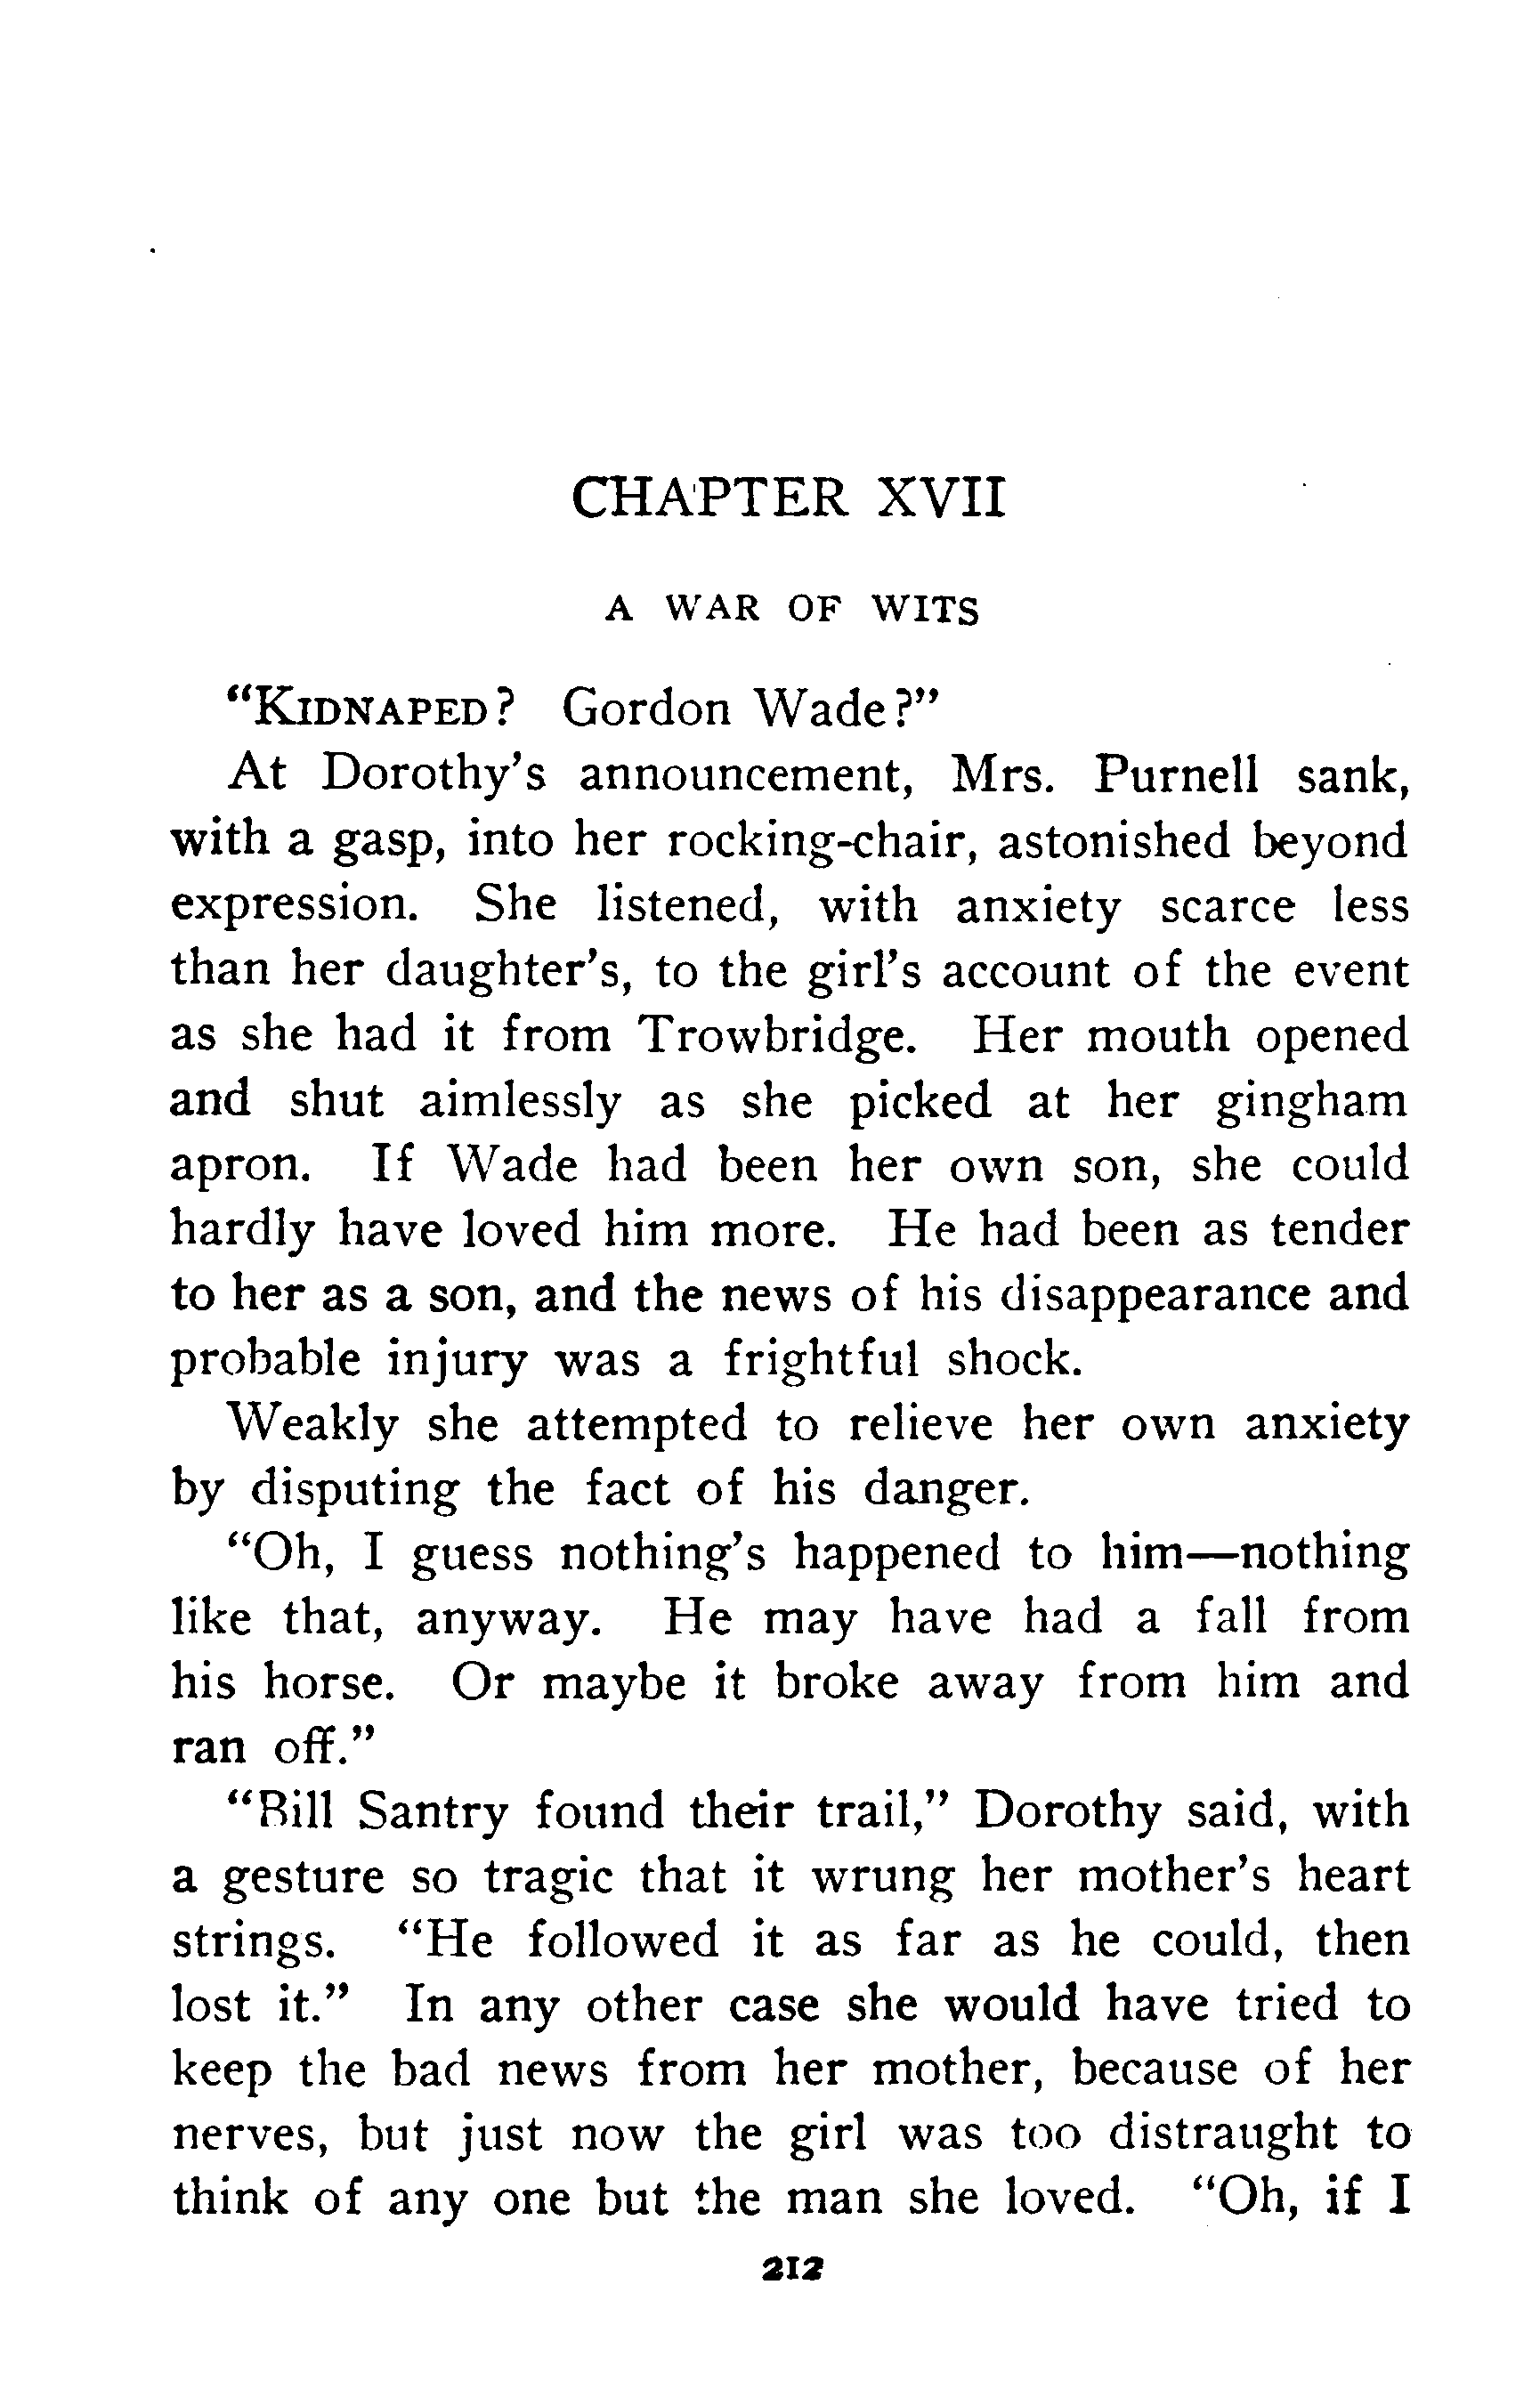 CHAPTER XVII
A WAR OF WITS
“KIDNAPED? Gordon Wade?”
At Dorothy’s announcement, Mrs. Purnell sank,
with a gasp, into her rocking-chair, astonished beyond
expression. She listened, with anxiety scarce less
than her daughter’s, to the girl’s account of the event
as she had it from Trowbridge. Her mouth opened
and shut aimlessly as she picked at her gingham
apron. If Wade had been her own son, she could
hardly have loved him more. He had been as tender
to her as a son, and the news of his disappearance and
probable injury was a frightful shock.
Weakly she attempted to relieve her own anxiety
by disputing the fact of his danger.
“Oh, I guess nothing’s happened to him—nothing
like that, anyway. He may have had a fall from
his horse. Or maybe it broke away from him and
ran off.”
“Bill Santry found their trail,” Dorothy said, with
a gesture so tragic that it wrung her mother’s heart
strings. “He followed it as far as he could, then
lost it.” In any other case she would have tried to
keep the bad news from her mother, because of her
nerves, but just now the girl was too distraught to
think of any one but the man she loved. “Oh, if I
212